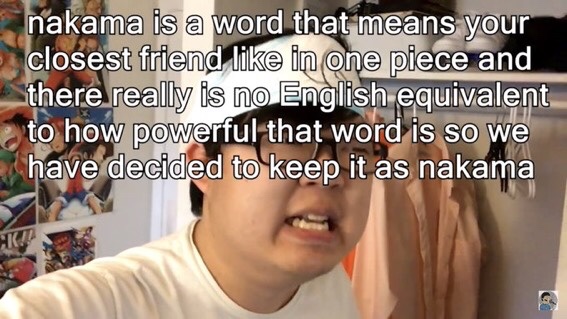 nakama is a word that means your
closest friend like in one piece and
there really is no English equivalent
to how powerful that word is so we
have decided to keep it as nakama